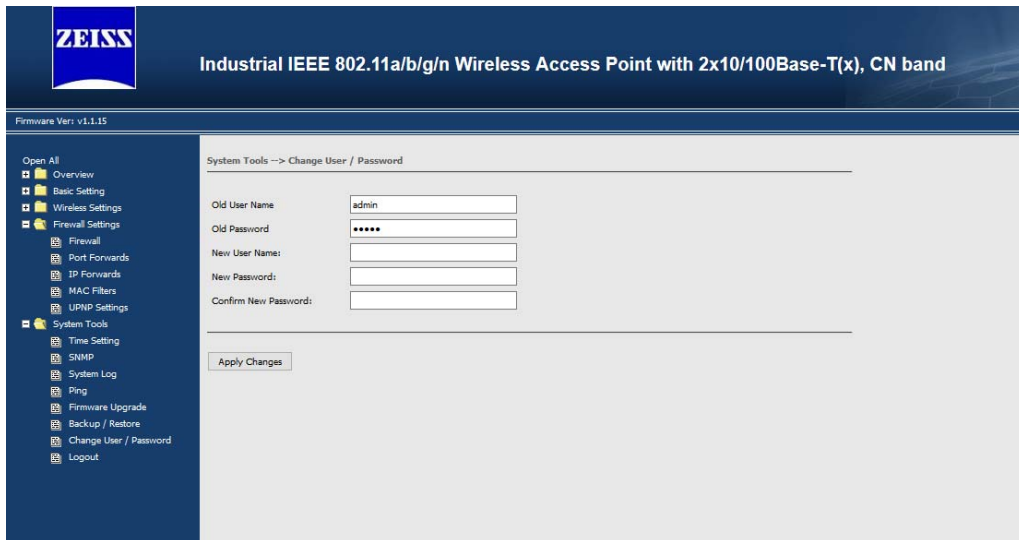 ZEISS
Industrial IEEE 802.11a/b/g/n Wireless Access Point with 2x10/100Base-T(x), CN band
Firmware Ver: v1.1.15
Open All
Overview
Basic Setting
Wireless Settings
Firewall Settings
Firewall
Port Forwards
IP Forwards
MAC Filters
UPNP Settings
System Tools
Time Setting
SNMP
System Log
Ping
Firmware Upgrade
Backup / Restore
Change User / Password
Logout
System Tools --> Change User / Password
Old User Name admin
Old Password •••••
New User Name:
New Password:
Confirm New Password:
Apply Changes